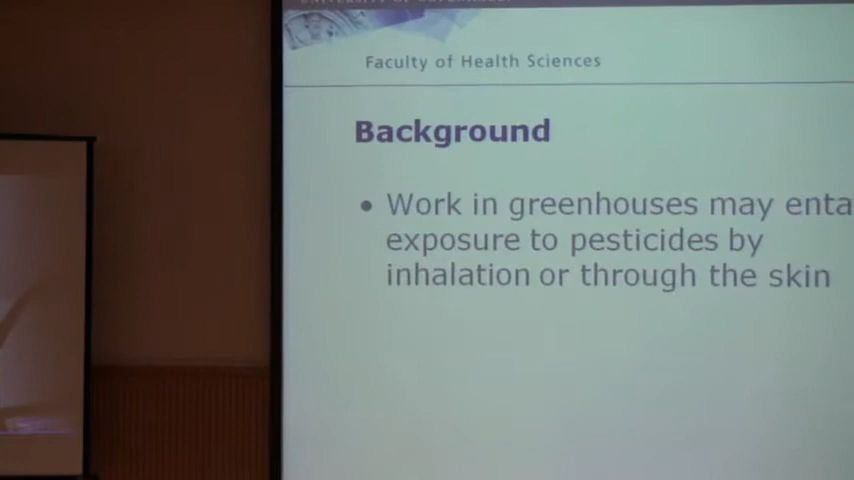 Faculty of Health Sciences
Background
• Work in greenhouses may enta
exposure to pesticides by
inhalation or through the skin